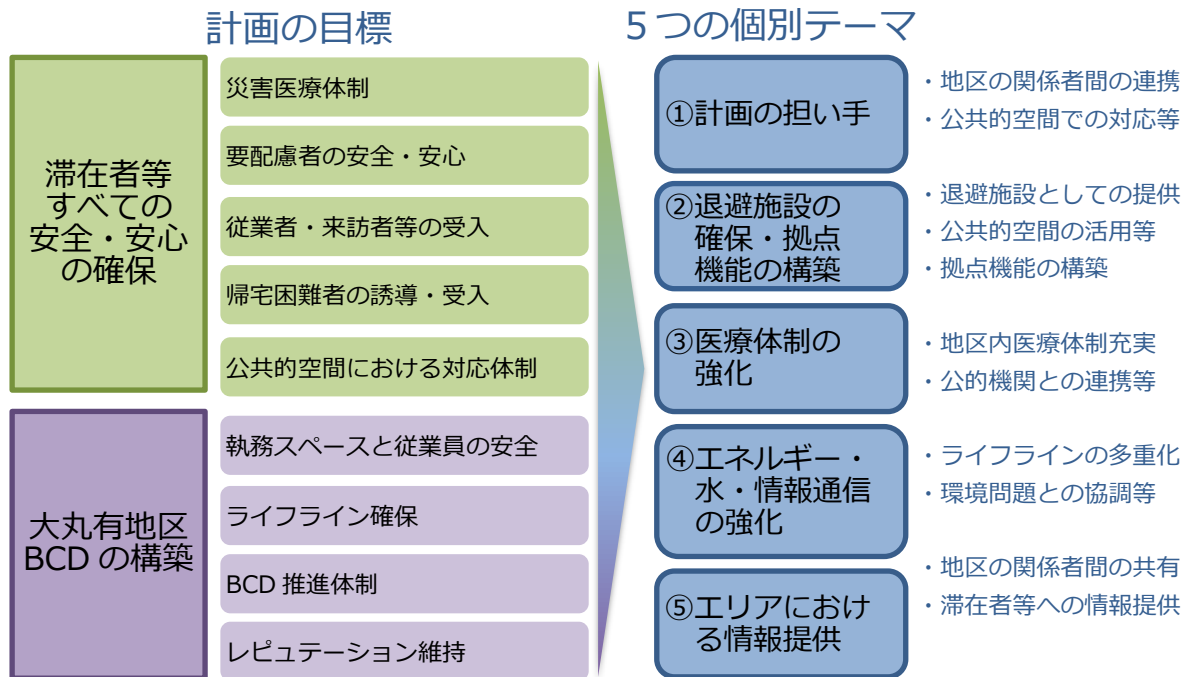 計画の目標
滞在者等
すべての
安全・安心
の確保
災害医療体制
要配慮者の安全・安心
従業者・来訪者等の受入
帰宅困難者の誘導・受入
公共的空間における対応体制
大丸有地区
BCD の構築
執務スペースと従業員の安全
ライフライン確保
BCD 推進体制
レピュテーション維持
５つの個別テーマ
①計画の担い手
・地区の関係者間の連携
・公共的空間での対応等
②退避施設の
確保・拠点
機能の構築
・退避施設としての提供
・公共的空間の活用等
・拠点機能の構築
③医療体制の
強化
・地区内医療体制充実
・公的機関との連携等
④エネルギー・
水・情報通信
の強化
・ライフラインの多重化
・環境問題との協調等
⑤エリアにおけ
る情報提供
・地区の関係者間の共有
・滞在者等への情報提供